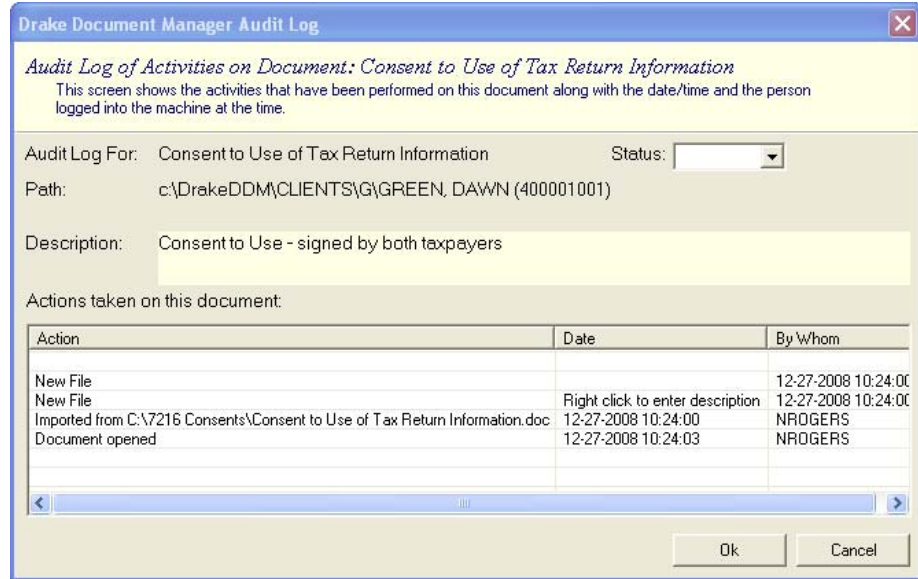 Drake Document Manager Audit Log
Audit Log of Activities on Document: Consent to Use of Tax Return Information
This screen shows the activities that have been performed on this document along with the date/time and the person
logged into the machine at the time.
Audit Log For: Consent to Use of Tax Return Information Status:
Path: c:\DrakeDDM\CLIENTS\G\GREEN, DAWN (400001001)
Description: Consent to Use - signed by both taxpayers
Actions taken on this document:
Action Date By Whom
New File 12-27-2008 10:24:00
New File Right click to enter description 12-27-2008 10:24:00
Imported from C:\7216 Consents\Consent to Use of Tax Return Information.doc 12-27-2008 10:24:00 NROGERS
Document opened 12-27-2008 10:24:03 NROGERS
Ok Cancel